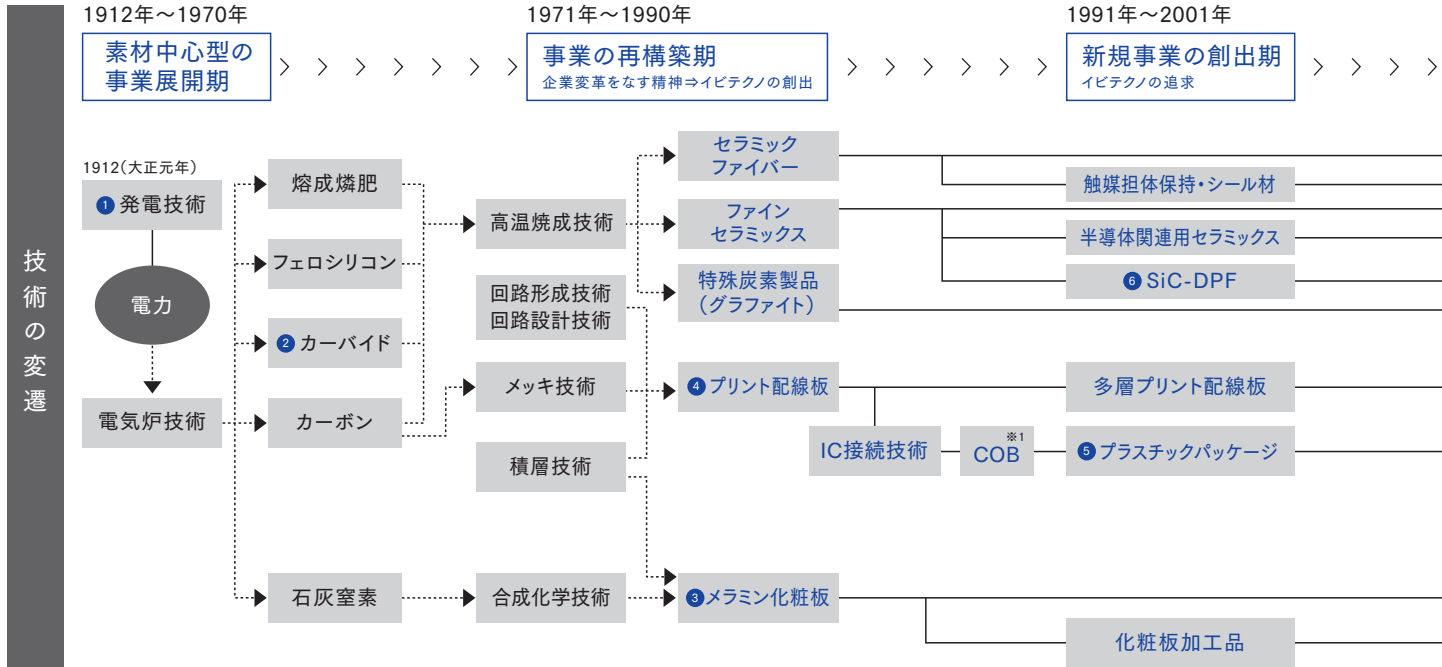 1912年～1970年
素材中心型の
事業展開期
1971年～1990年
事業の再構築期
企業変革をなす精神⇒イビテクノの創出
1991年～2001年
新規事業の創出期
イビテクノの追求
技術の変遷
1912(大正元年)
1 発電技術
電力
電気炉技術
熔成燐肥
フェロシリコン
2 カーバイド
カーボン
石灰窒素
高温焼成技術
回路形成技術
回路設計技術
メッキ技術
積層技術
合成化学技術
セラミック
ファイバー
ファイン
セラミックス
特殊炭素製品
(グラファイト)
4 プリント配線板
IC接続技術
COB※1
3 メラミン化粧板
触媒担体保持・シール材
半導体関連用セラミックス
6 SiC-DPF
多層プリント配線板
5 プラスチックパッケージ
化粧板加工品